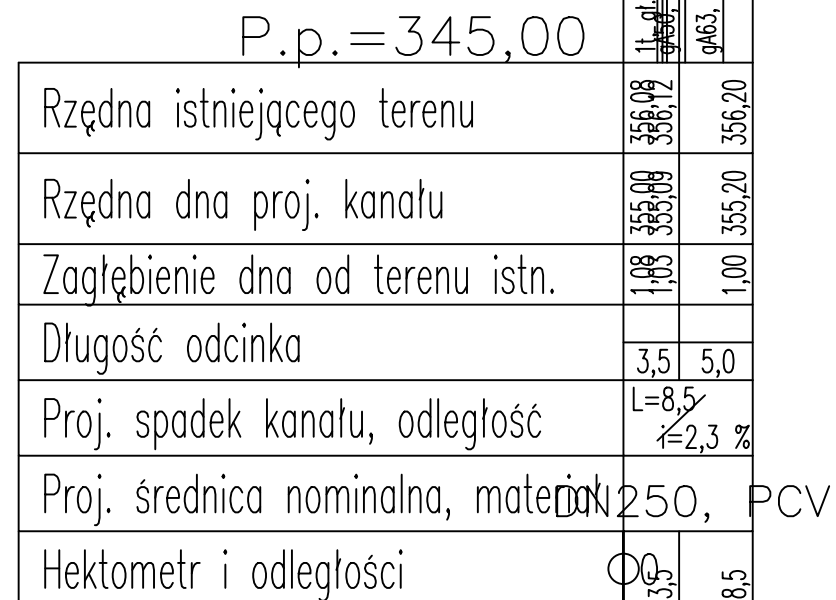 P.p.=345,00
1t. gł.
gA50,
gA63,
Rzędna istniejącego terenu 356,08 356,12 356,20
Rzędna dna proj. kanału 355,00 355,09 355,20
Zagłębienie dna od terenu istn. 1,08 1,03 1,00
Długość odcinka 3,5 5,0
Proj. spadek kanału, odległość L=8,5 i=2,3 %
Proj. średnica nominalna, materiał DN250, PCV
Hektometr i odległości 0 3,5 8,5